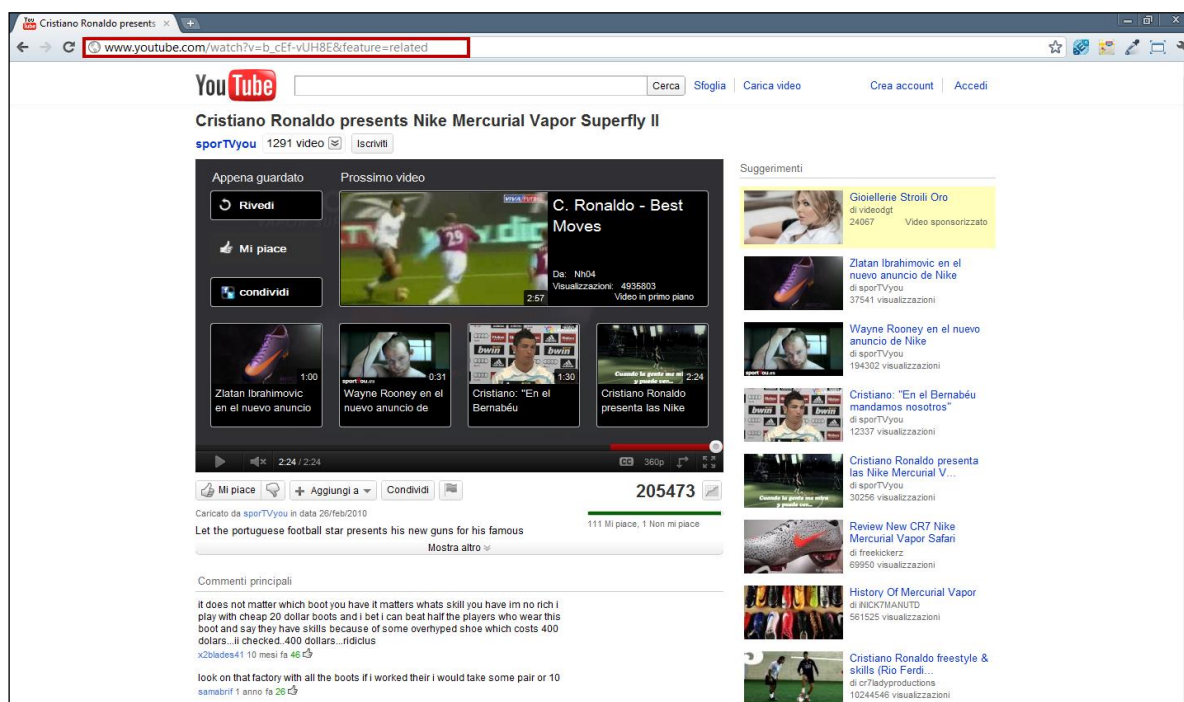 Cristiano Ronaldo presents
www.youtube.com/watch?v=b_cEf-vUH8E&feature=related
You Tube
Cerca Sfoglia Carica video Crea account Accedi
Cristiano Ronaldo presents Nike Mercurial Vapor Superfly II
sporTVyou 1291 video Iscriviti
Appena guardato Prossimo video
Rivedi
Mi piace
condividi
C. Ronaldo - Best
Moves
Da: Nh04
Visualizzazioni: 4935803
2:57 Video in primo piano
1:00
Zlatan Ibrahimovic
en el nuevo anuncio
0:31
Wayne Rooney en el
nuevo anuncio de
bwin
1:30
Cristiano: "En el
Bernabéu
Cuando la gente me mira
y puede ver...
2:24
Cristiano Ronaldo
presenta las Nike
2:24 / 2:24 CC 360p
Mi piace Aggiungi a Condividi 205473
Caricato da sporTVyou in data 26/feb/2010
111 Mi piace, 1 Non mi piace
Let the portuguese football star presents his new guns for his famous
Mostra altro
Commenti principali
it does not matter which boot you have it matters whats skill you have im no rich i
play with cheap 20 dollar boots and i bet i can beat half the players who wear this
boot and say they have skills because of some overhyped shoe which costs 400
dolars...ii checked..400 dollars...ridiclus
x2blades41 10 mesi fa 46
look on that factory with all the boots if i worked their i would take some pair or 10
samabrif 1 anno fa 26
Suggerimenti
Gioiellerie Stroili Oro
di videodgt
24067 Video sponsorizzato
Zlatan Ibrahimovic en el
nuevo anuncio de Nike
di sporTVyou
37541 visualizzazioni
Wayne Rooney en el nuevo
anuncio de Nike
di sporTVyou
194302 visualizzazioni
Cristiano: "En el Bernabéu
mandamos nosotros"
di sporTVyou
12337 visualizzazioni
Cristiano Ronaldo presenta
las Nike Mercurial V...
di sporTVyou
30256 visualizzazioni
Review New CR7 Nike
Mercurial Vapor Safari
di freekickerz
69950 visualizzazioni
History Of Mercurial Vapor
di iNICK7MANUTD
561525 visualizzazioni
Cristiano Ronaldo freestyle &
skills (Rio Ferdi...
di cr7ladyproductions
10244546 visualizzazioni